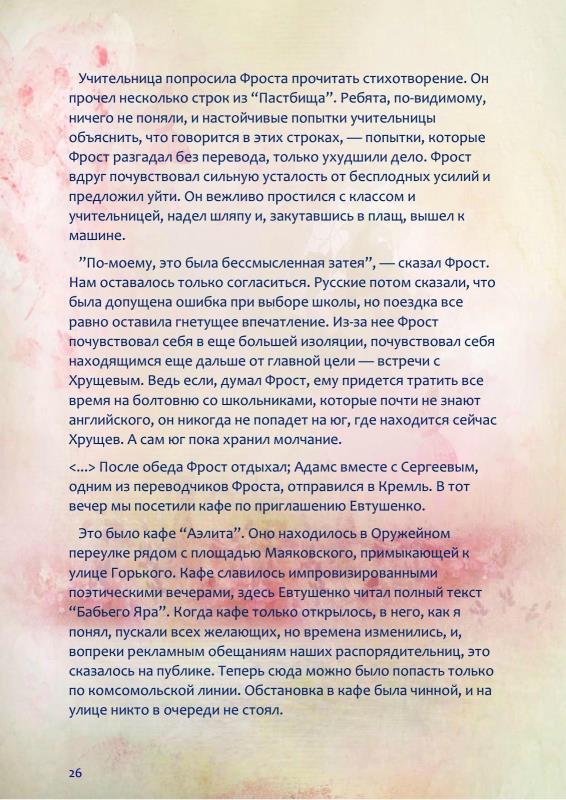 Учительница попросила Фроста прочитать стихотворение. Он
прочел несколько строк из “Пастбища”. Ребята, по-видимому,
ничего не поняли, и настойчивые попытки учительницы
объяснить, что говорится в этих строках, — попытки, которые
Фрост разгадал без перевода, только ухудшили дело. Фрост
вдруг почувствовал сильную усталость от бесплодных усилий и
предложил уйти. Он вежливо простился с классом и
учительницей, надел шляпу и, закутавшись в плащ, вышел к
машине.
”По-моему, это была бессмысленная затея”, — сказал Фрост.
Нам оставалось только согласиться. Русские потом сказали, что
была допущена ошибка при выборе школы, но поездка все
равно оставила гнетущее впечатление. Из-за нее Фрост
почувствовал себя в еще большей изоляции, почувствовал себя
находящимся еще дальше от главной цели — встречи с
Хрущевым. Ведь если, думал Фрост, ему придется тратить все
время на болтовню со школьниками, которые почти не знают
английского, он никогда не попадет на юг, где находится сейчас
Хрущев. А сам юг пока хранил молчание.
<...> После обеда Фрост отдыхал; Адамс вместе с Сергеевым,
одним из переводчиков Фроста, отправился в Кремль. В тот
вечер мы посетили кафе по приглашению Евтушенко.
Это было кафе “Аэлита”. Оно находилось в Оружейном
переулке рядом с площадью Маяковского, примыкающей к
улице Горького. Кафе славилось импровизированными
поэтическими вечерами, здесь Евтушенко читал полный текст
“Бабьего Яра”. Когда кафе только открылось, в него, как я
понял, пускали всех желающих, но времена изменились, и,
вопреки рекламным обещаниям наших распорядительниц, это
сказалось на публике. Теперь сюда можно было попасть только
по комсомольской линии. Обстановка в кафе была чинной, и на
улице никто в очереди не стоял.
26